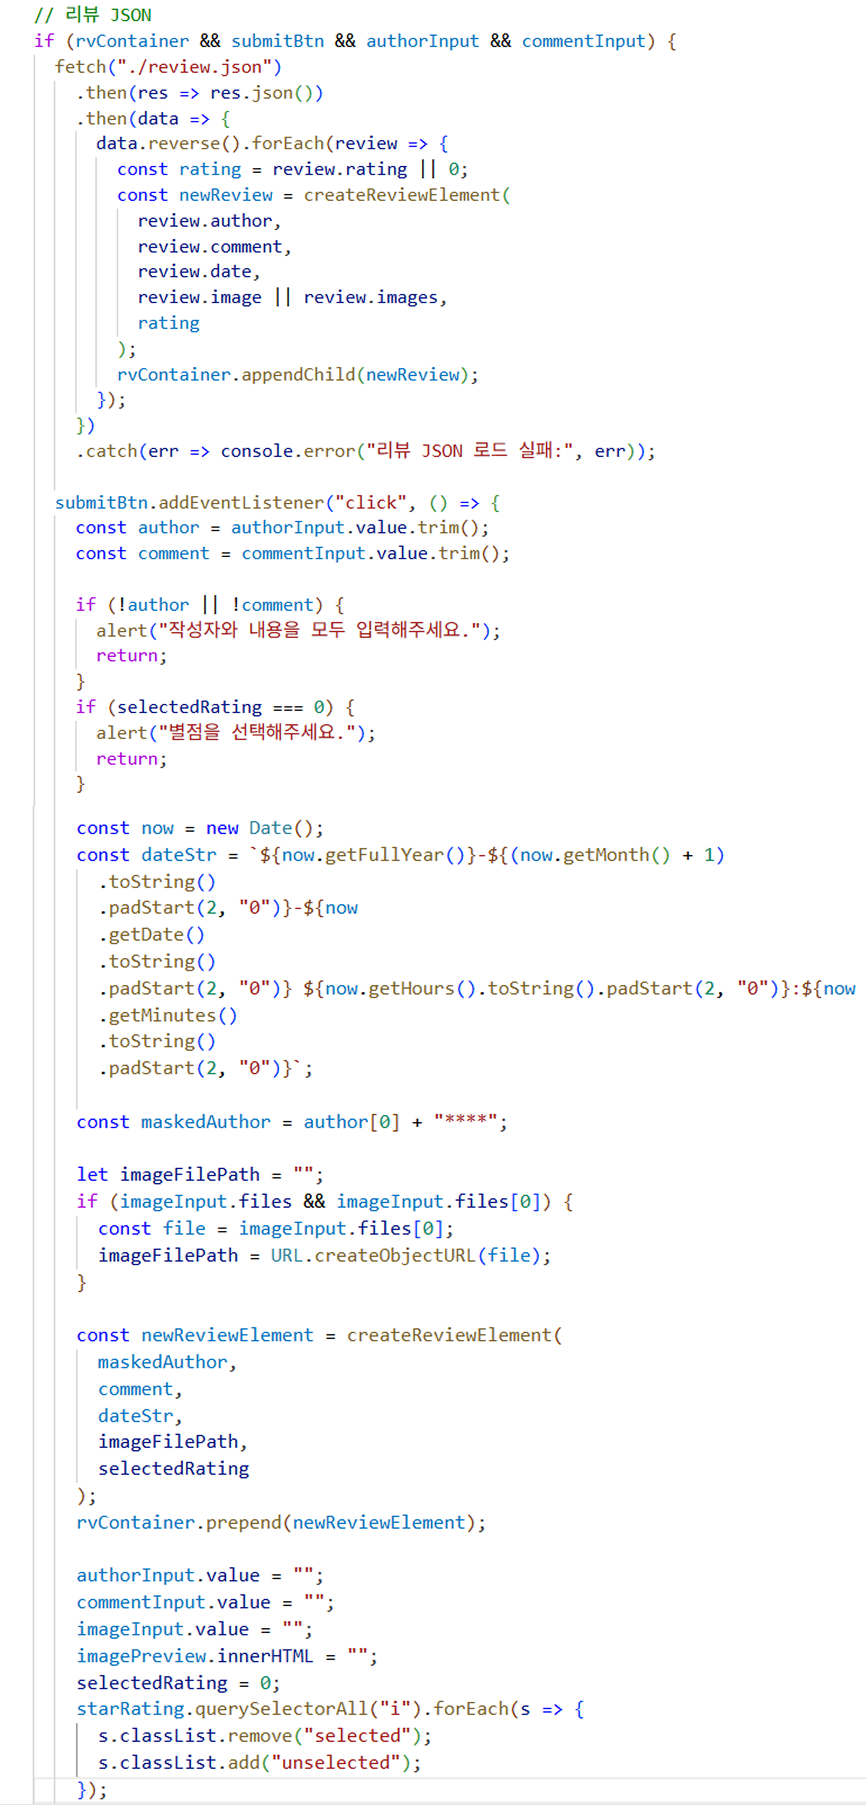 // 리뷰 JSON
if (rvContainer && submitBtn && authorInput && commentInput) {
fetch("./review.json")
.then(res => res.json())
.then(data => {
data.reverse().forEach(review => {
const rating = review.rating || 0;
const newReview = createReviewElement(
review.author,
review.comment,
review.date,
review.image || review.images,
rating
);
rvContainer.appendChild(newReview);
});
})
.catch(err => console.error("리뷰 JSON 로드 실패:", err));
submitBtn.addEventListener("click", () => {
const author = authorInput.value.trim();
const comment = commentInput.value.trim();
if (!author || !comment) {
alert("작성자와 내용을 모두 입력해주세요.");
return;
}
if (selectedRating === 0) {
alert("별점을 선택해주세요.");
return;
}
const now = new Date();
const dateStr = `${now.getFullYear()}-${(now.getMonth() + 1)
.toString()
.padStart(2, "0")}-${now
.getDate()
.toString()
.padStart(2, "0")} ${now.getHours().toString().padStart(2, "0")}:${now
.getMinutes()
.toString()
.padStart(2, "0")}`;
const maskedAuthor = author[0] + "****";
let imageFilePath = "";
if (imageInput.files && imageInput.files[0]) {
const file = imageInput.files[0];
imageFilePath = URL.createObjectURL(file);
}
const newReviewElement = createReviewElement(
maskedAuthor,
comment,
dateStr,
imageFilePath,
selectedRating
);
rvContainer.prepend(newReviewElement);
authorInput.value = "";
commentInput.value = "";
imageInput.value = "";
imagePreview.innerHTML = "";
selectedRating = 0;
starRating.querySelectorAll("i").forEach(s => {
s.classList.remove("selected");
s.classList.add("unselected");
});